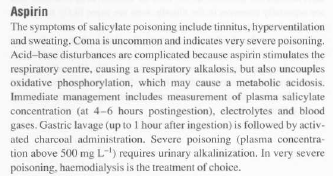 Aspirin
The symptoms of salicylate poisoning include tinnitus, hyperventilation
and sweating. Coma is uncommon and indicates very severe poisoning.
Acid–base disturbances are complicated because aspirin stimulates the
respiratory centre, causing a respiratory alkalosis, but also uncouples
oxidative phosphorylation, which may cause a metabolic acidosis.
Immediate management includes measurement of plasma salicylate
concentration (at 4–6 hours postingestion), electrolytes and blood
gases. Gastric lavage (up to 1 hour after ingestion) is followed by activ-
ated charcoal administration. Severe poisoning (plasma concentra-
tion above 500 mg L⁻¹) requires urinary alkalinization. In very severe
poisoning, haemodialysis is the treatment of choice.